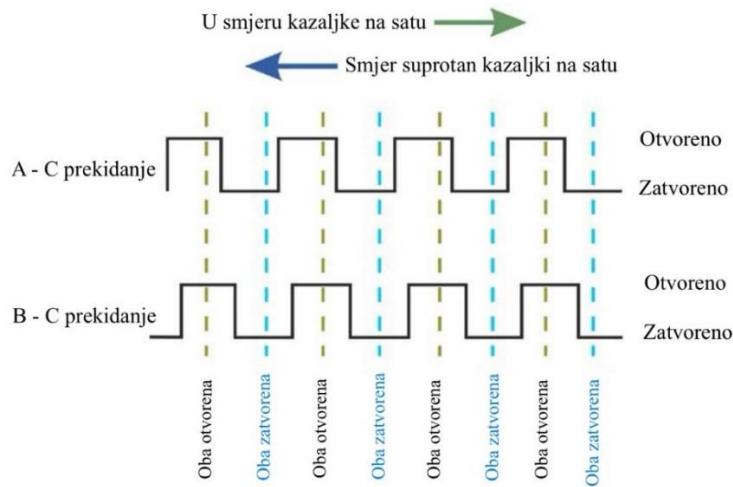 U smjeru kazaljke na satu
Smjer suprotan kazaljki na satu
Otvoreno
A - C prekidanje
Zatvoreno
Otvoreno
B - C prekidanje
Zatvoreno
Oba otvorena
Oba zatvorena
Oba otvorena
Oba zatvorena
Oba otvorena
Oba zatvorena
Oba otvorena
Oba zatvorena